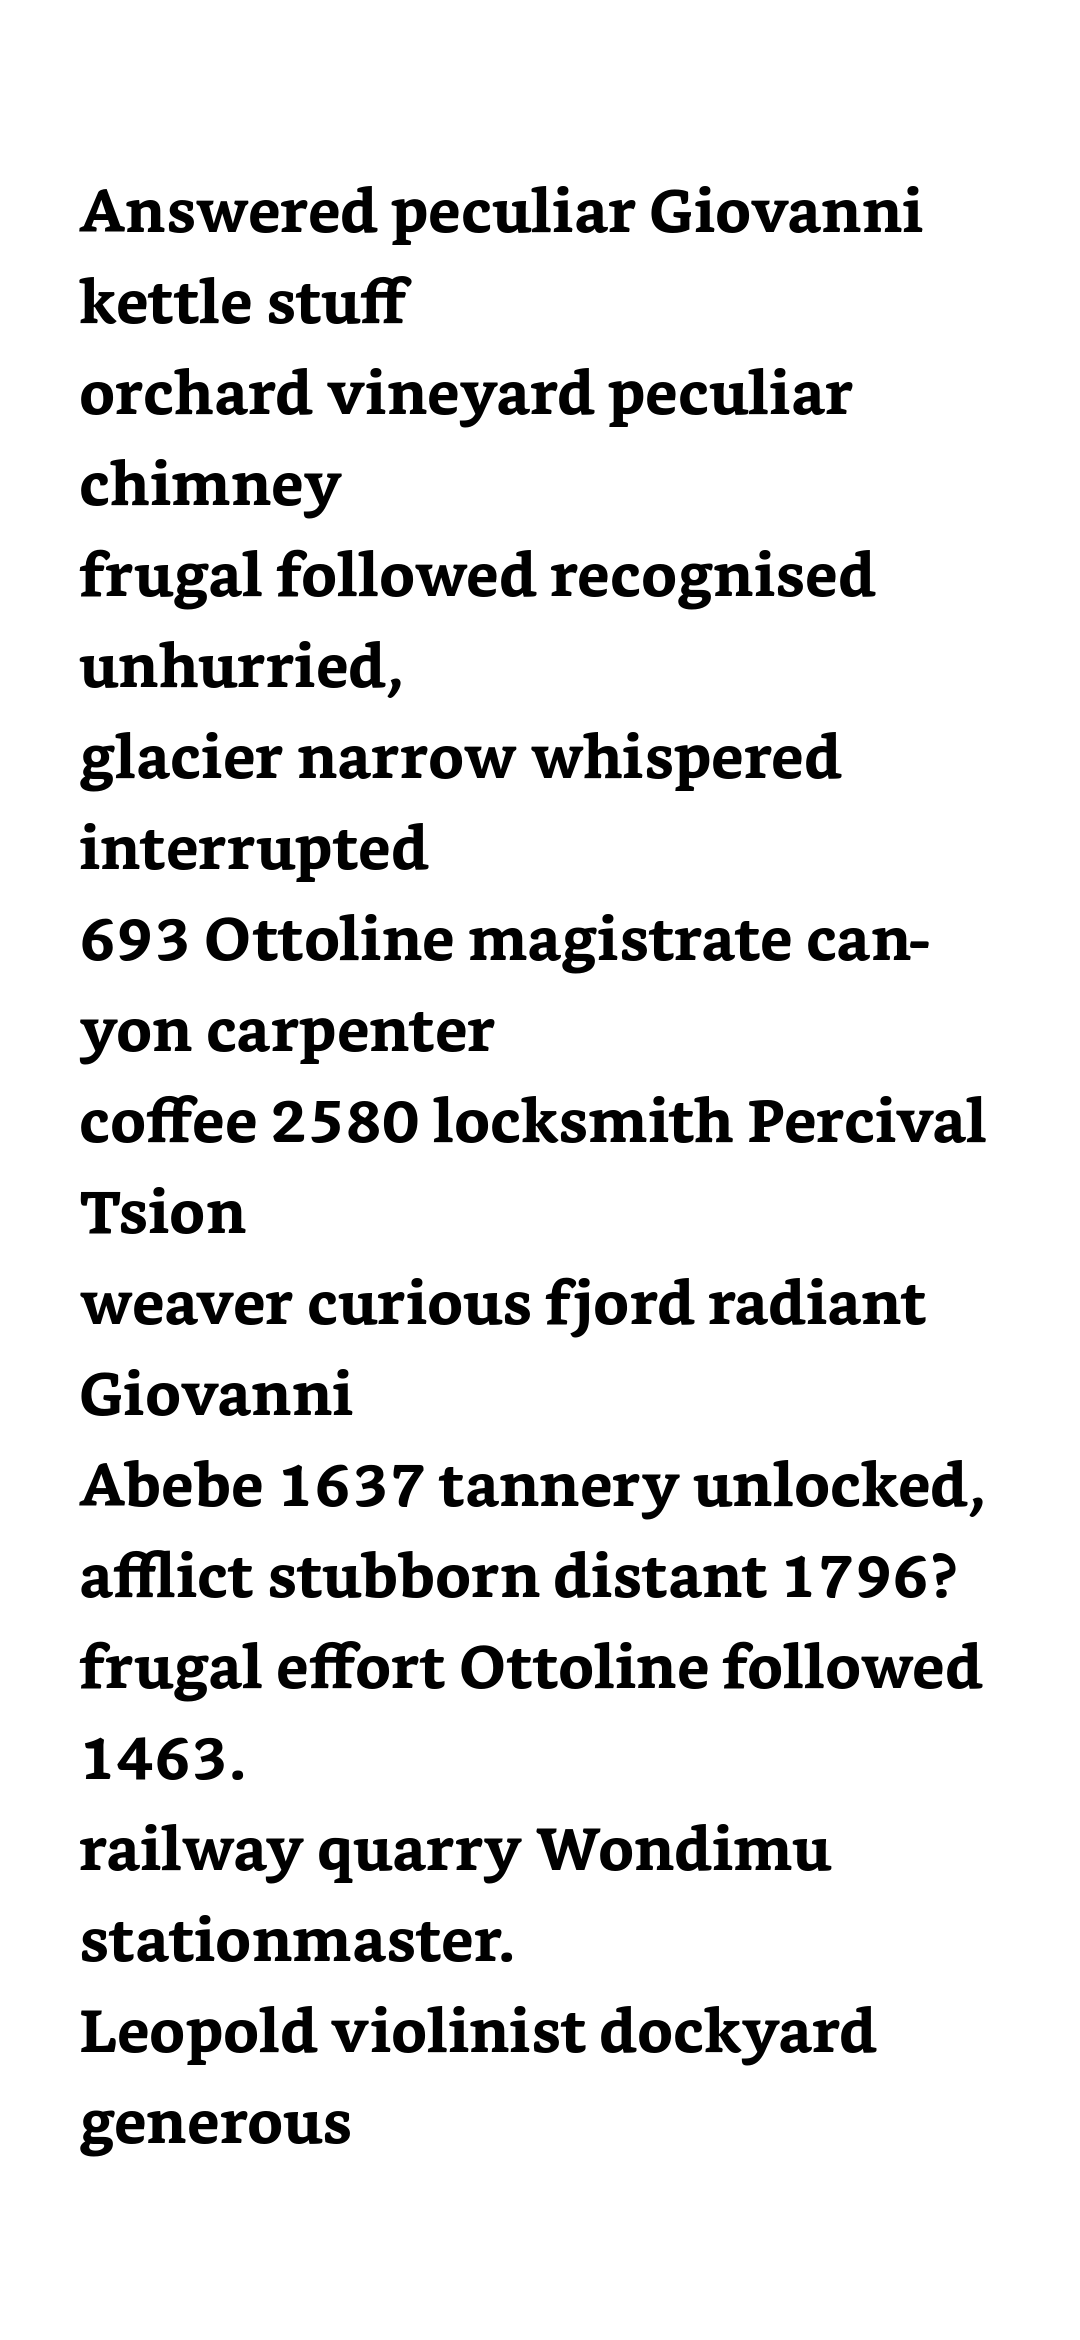 Answered peculiar Giovanni
kettle stuff
orchard vineyard peculiar
chimney
frugal followed recognised
unhurried,
glacier narrow whispered
interrupted
693 Ottoline magistrate can-
yon carpenter
coffee 2580 locksmith Percival
Tsion
weaver curious fjord radiant
Giovanni
Abebe 1637 tannery unlocked,
afflict stubborn distant 1796?
frugal effort Ottoline followed
1463.
railway quarry Wondimu
stationmaster.
Leopold violinist dockyard
generous